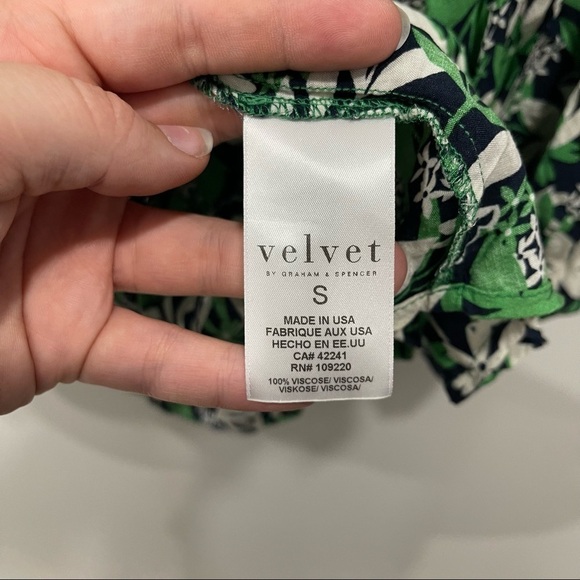 velvet
BY GRAHAM & SPENCER
S
MADE IN USA
FABRIQUE AUX USA
HECHO EN EE.UU
CA# 42241
RN# 109220
100% VISCOSE/ VISCOSA/
VISKOSE/ VISCOSA/